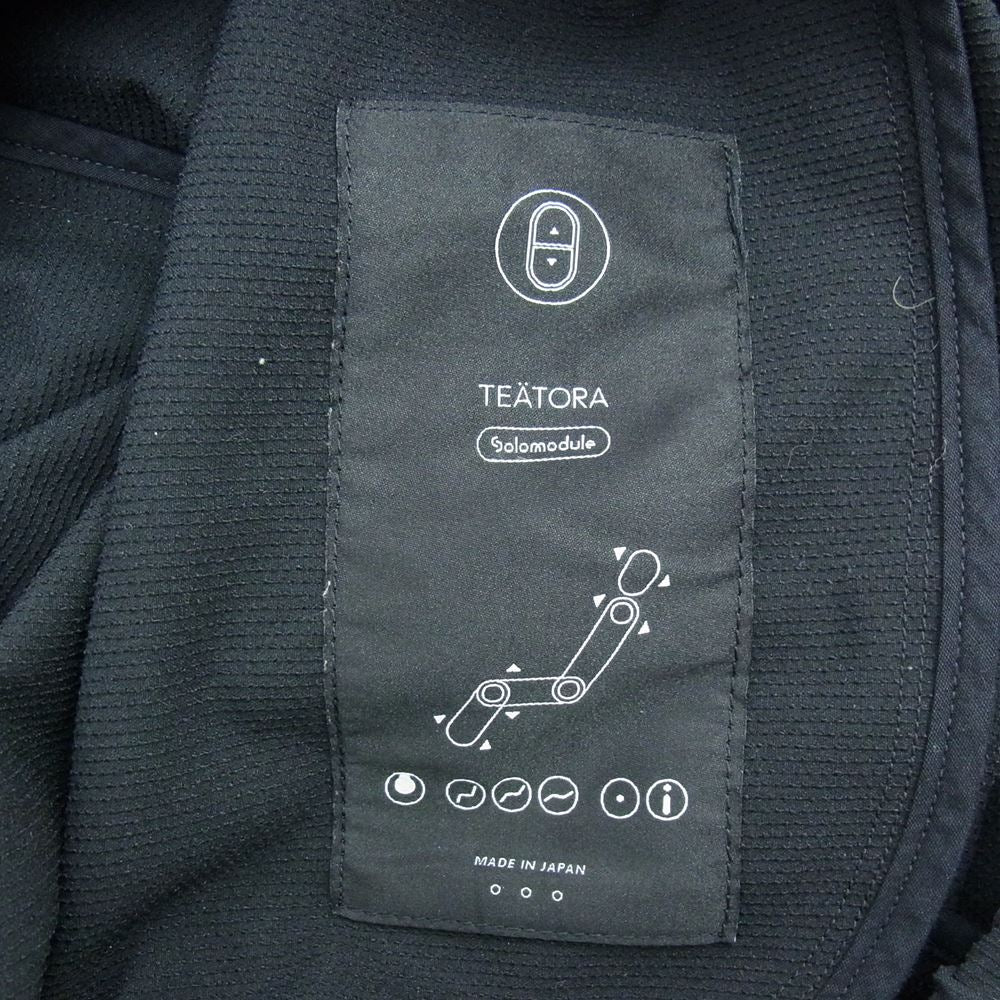 TEÄTORA
Solomodule
i
MADE IN JAPAN